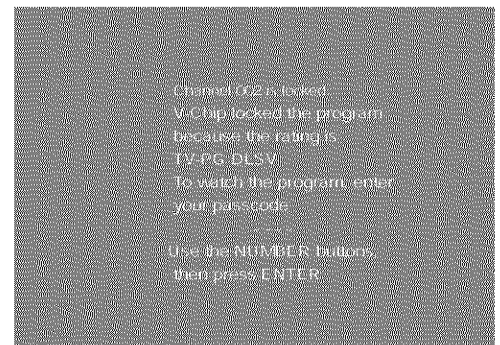 Channel 002 is locked.
V-Chip locked the program
because the rating is
TV-PG DLSV
To watch the program, enter
your passcode
- -
Use the NUMBER buttons,
then press ENTER